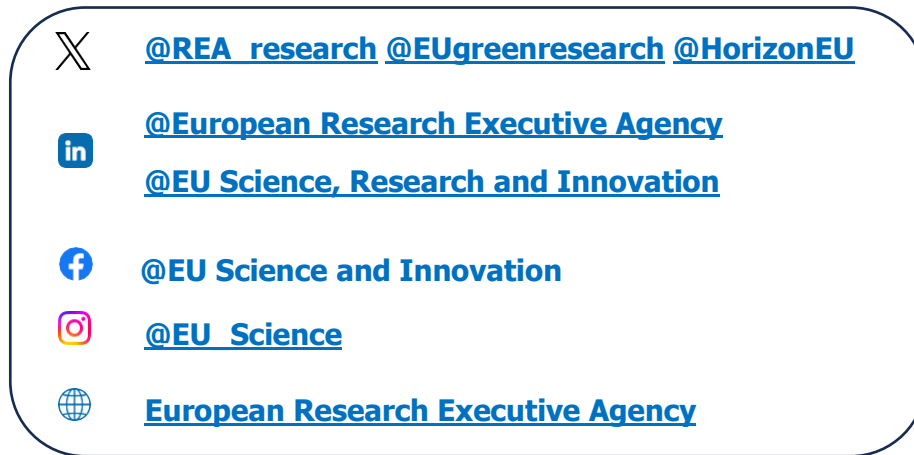 @REA_research @EUgreenresearch @HorizonEU
@European Research Executive Agency
@EU Science, Research and Innovation
@EU Science and Innovation
@EU_Science
European Research Executive Agency